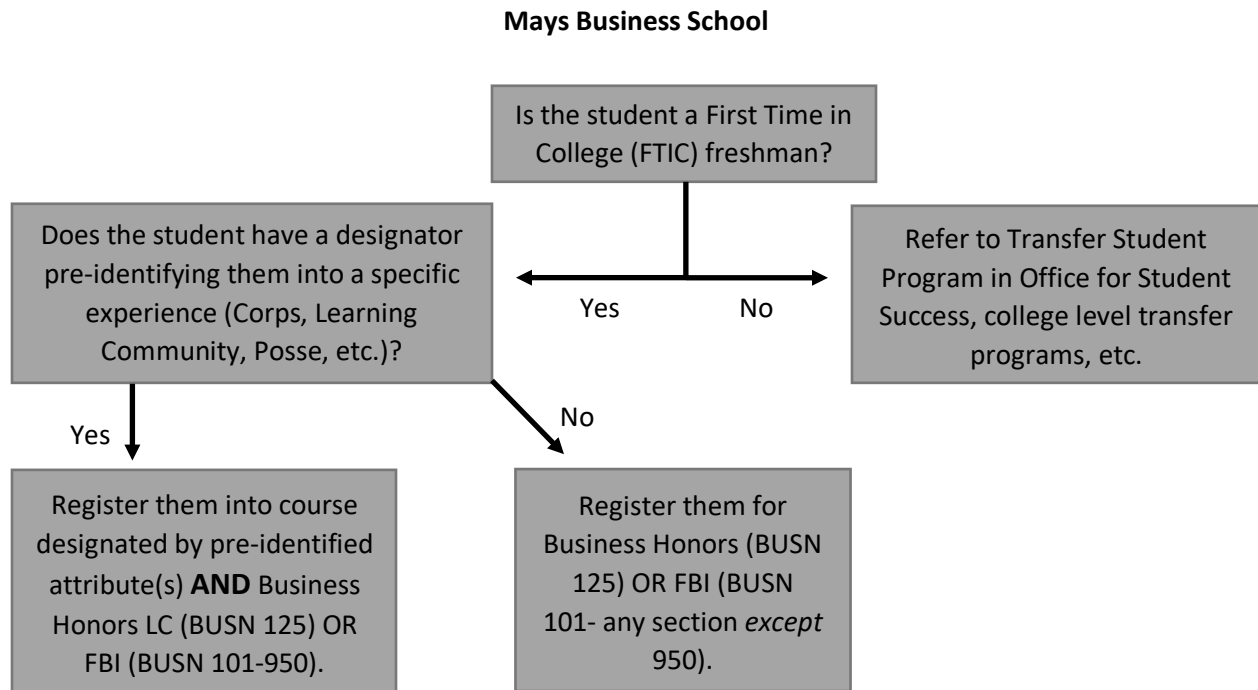 Mays Business School
Is the student a First Time in
College (FTIC) freshman?
Does the student have a designator
pre-identifying them into a specific
experience (Corps, Learning
Community, Posse, etc.)?
Yes
No
Refer to Transfer Student
Program in Office for Student
Success, college level transfer
programs, etc.
Yes
No
Register them into course
designated by pre-identified
attribute(s) AND Business
Honors LC (BUSN 125) OR
FBI (BUSN 101-950).
Register them for
Business Honors (BUSN
125) OR FBI (BUSN
101- any section except
950).